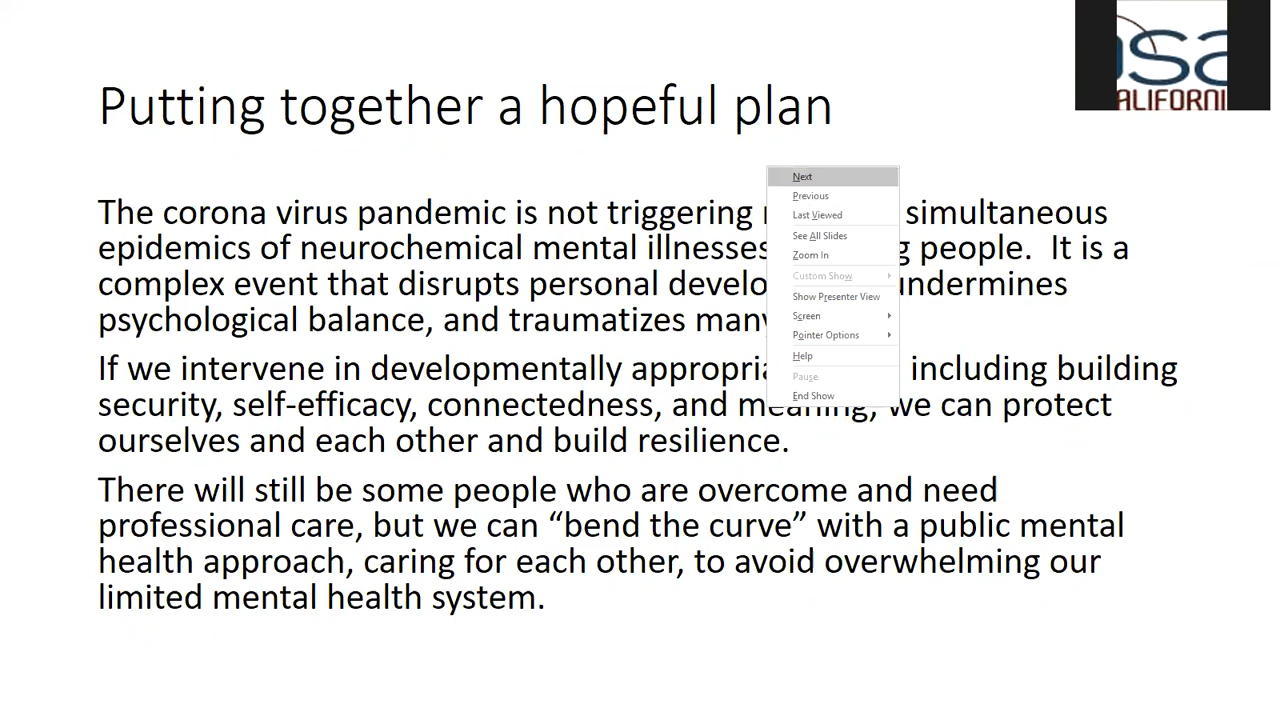 Putting together a hopeful plan
ALIFORNI
The corona virus pandemic is not triggering simultaneous
epidemics of neurochemical mental illnesses people. It is a
complex event that disrupts personal undermines
psychological balance, and traumatizes many
If we intervene in developmentally including building
security, self-efficacy, connectedness, and meaning, we can protect
ourselves and each other and build resilience.
There will still be some people who are overcome and need
professional care, but we can “bend the curve” with a public mental
health approach, caring for each other, to avoid overwhelming our
limited mental health system.
Next
Previous
Last Viewed
See All Slides
Zoom In
Custom Show
Show Presenter View
Screen
Pointer Options
Help
Pause
End Show